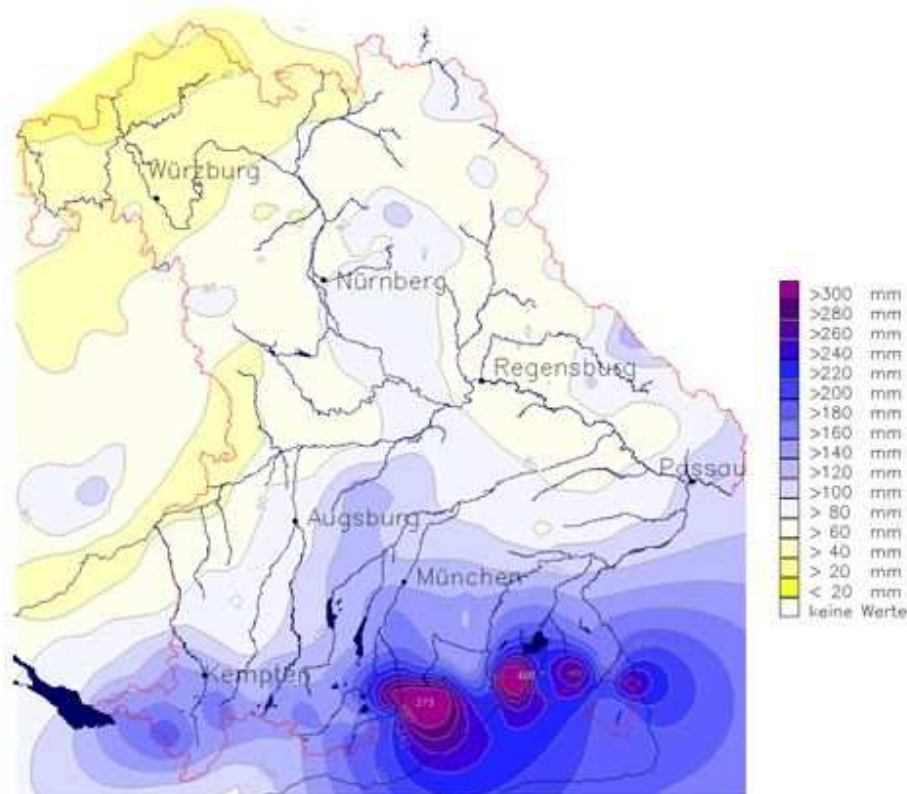 Würzburg
Nürnberg
Regensburg
Passau
Augsburg
München
Kempten
373
>300 mm
>280 mm
>260 mm
>240 mm
>220 mm
>200 mm
>180 mm
>160 mm
>140 mm
>120 mm
>100 mm
> 80 mm
> 60 mm
> 40 mm
> 20 mm
< 20 mm
keine Werte